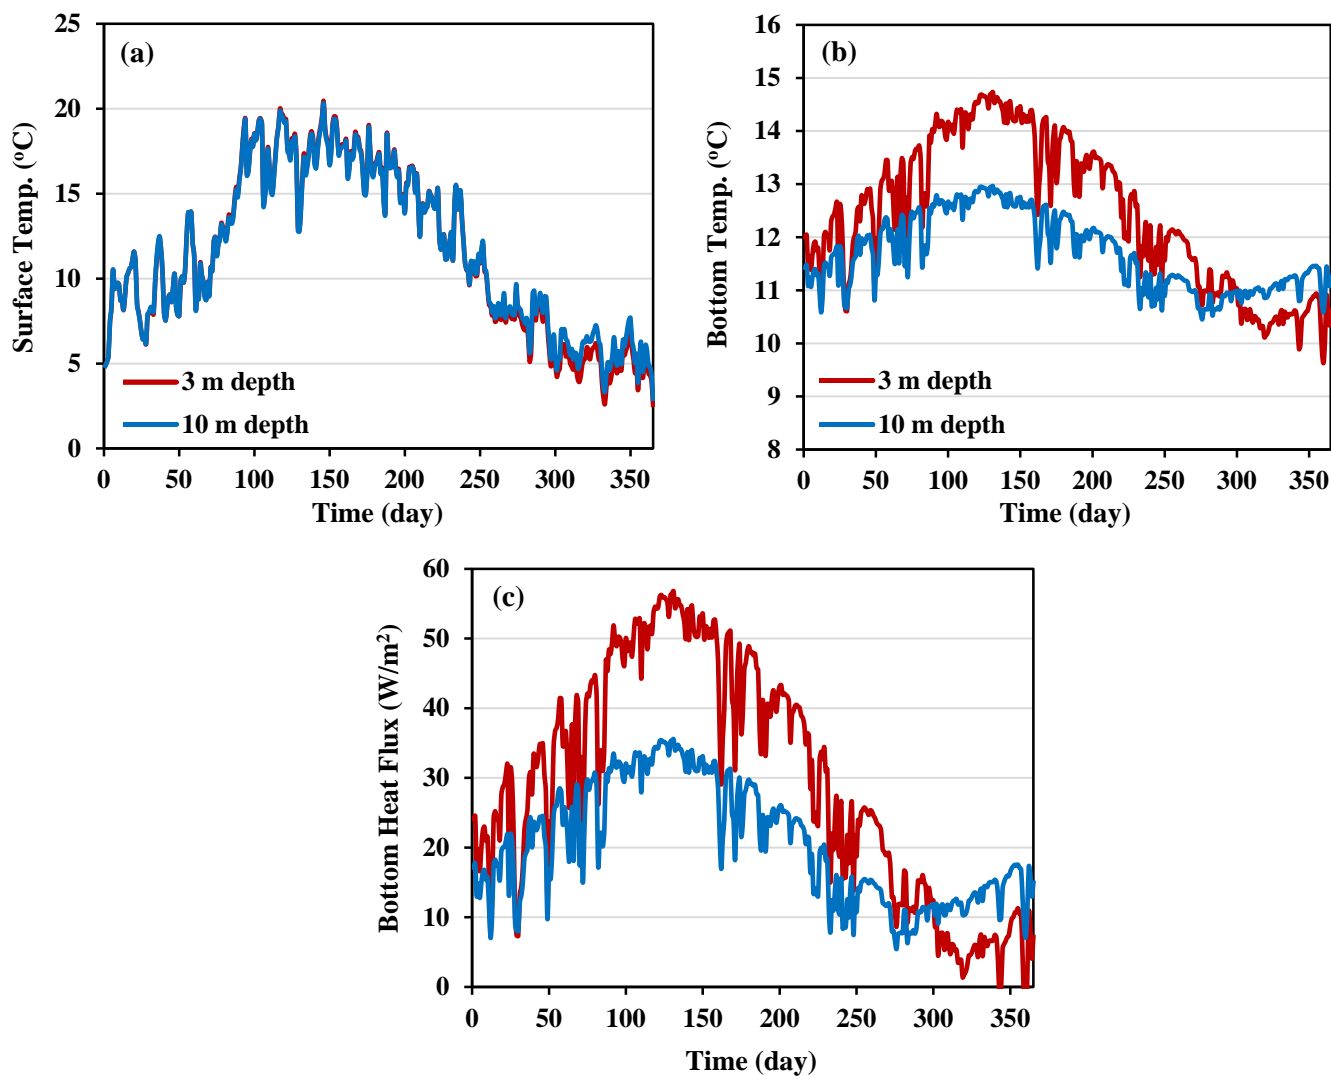 (a)
Surface Temp. (°C)
25
20
15
10
5
0
3 m depth
10 m depth
0 50 100 150 200 250 300 350
Time (day)
(b)
Bottom Temp. (°C)
16
15
14
13
12
11
10
9
8
3 m depth
10 m depth
0 50 100 150 200 250 300 350
Time (day)
(c)
Bottom Heat Flux (W/m²)
60
50
40
30
20
10
0
0 50 100 150 200 250 300 350
Time (day)